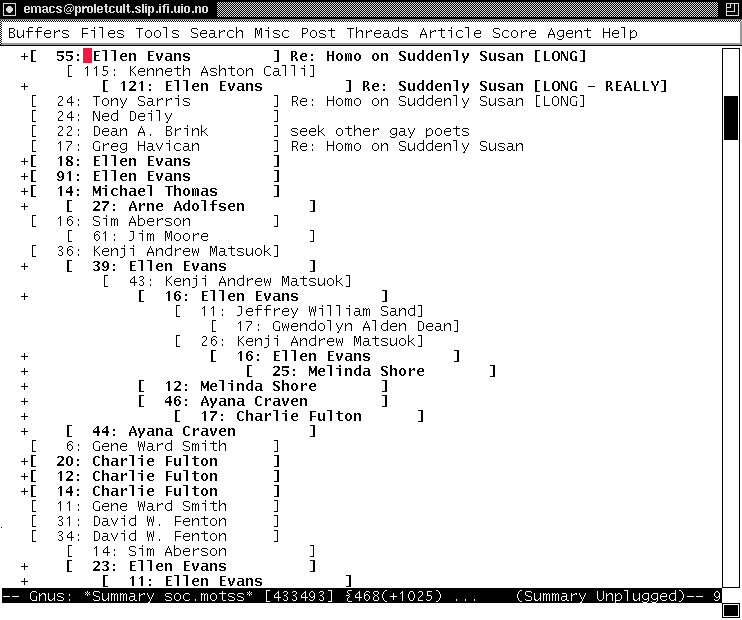 emacs@proletcult.slip.ifi.uio.no
Buffers Files Tools Search Misc Post Threads Article Score Agent Help
+[  55: Ellen Evans         ] Re: Homo on Suddenly Susan [LONG]
    [ 115: Kenneth Ashton Calli]
+        [ 121: Ellen Evans         ] Re: Suddenly Susan [LONG - REALLY]
[  24: Tony Sarris         ] Re: Homo on Suddenly Susan [LONG]
[  24: Ned Deily           ]
[  22: Dean A. Brink       ] seek other gay poets
[  17: Greg Havican        ] Re: Homo on Suddenly Susan
+[  18: Ellen Evans         ]
+[  91: Ellen Evans         ]
+[  14: Michael Thomas      ]
+    [  27: Arne Adolfsen       ]
[  16: Sim Aberson         ]
    [  61: Jim Moore           ]
[  36: Kenji Andrew Matsuok]
+    [  39: Ellen Evans         ]
        [  43: Kenji Andrew Matsuok]
+            [  16: Ellen Evans         ]
                [  11: Jeffrey William Sand]
                    [  17: Gwendolyn Alden Dean]
                [  26: Kenji Andrew Matsuok]
+                    [  16: Ellen Evans         ]
+                        [  25: Melinda Shore       ]
+            [  12: Melinda Shore       ]
+            [  46: Ayana Craven        ]
+                [  17: Charlie Fulton      ]
+    [  44: Ayana Craven        ]
[   6: Gene Ward Smith     ]
+[  20: Charlie Fulton      ]
+[  12: Charlie Fulton      ]
+[  14: Charlie Fulton      ]
[  11: Gene Ward Smith     ]
[  31: David W. Fenton     ]
[  34: David W. Fenton     ]
    [  14: Sim Aberson         ]
+    [  23: Ellen Evans         ]
+        [  11: Ellen Evans         ]
-- Gnus: *Summary soc.motss* [433493] {468(+1025) ...    (Summary Unplugged)-- 9